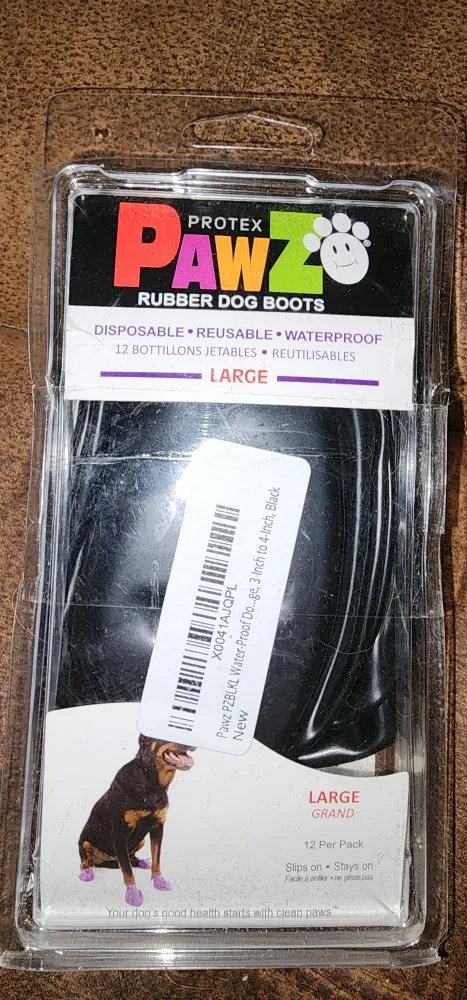 PROTEX
PAWZ
RUBBER DOG BOOTS
DISPOSABLE • REUSABLE • WATERPROOF
12 BOTTILLONS JETABLES • REUTILISABLES
LARGE
X0041AJQPL
Pawz PZBLKL Water-Proof Do...ge, 3 Inch to 4-Inch, Black
New
LARGE
GRAND
12 Per Pack
Slips on • Stays on
Facile à enfiler • ne glisse pas
Your dog's good health starts with clean paws.™